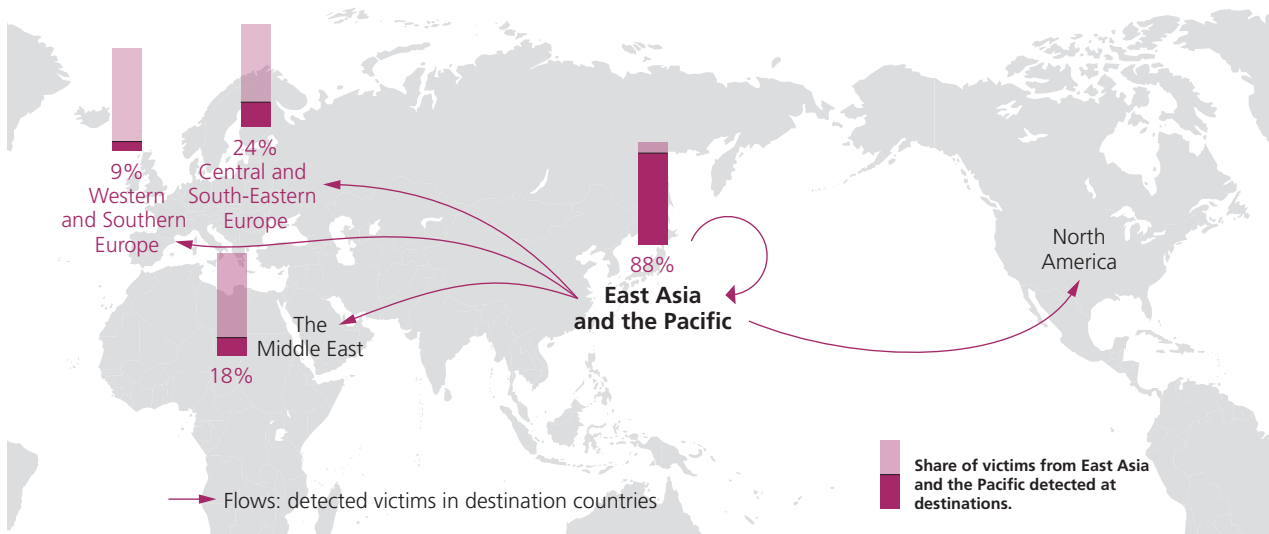 9%
Western
and Southern
Europe
24%
Central and
South-Eastern
Europe
18%
The
Middle East
88%
East Asia
and the Pacific
North
America
Flows: detected victims in destination countries
Share of victims from East Asia
and the Pacific detected at
destinations.